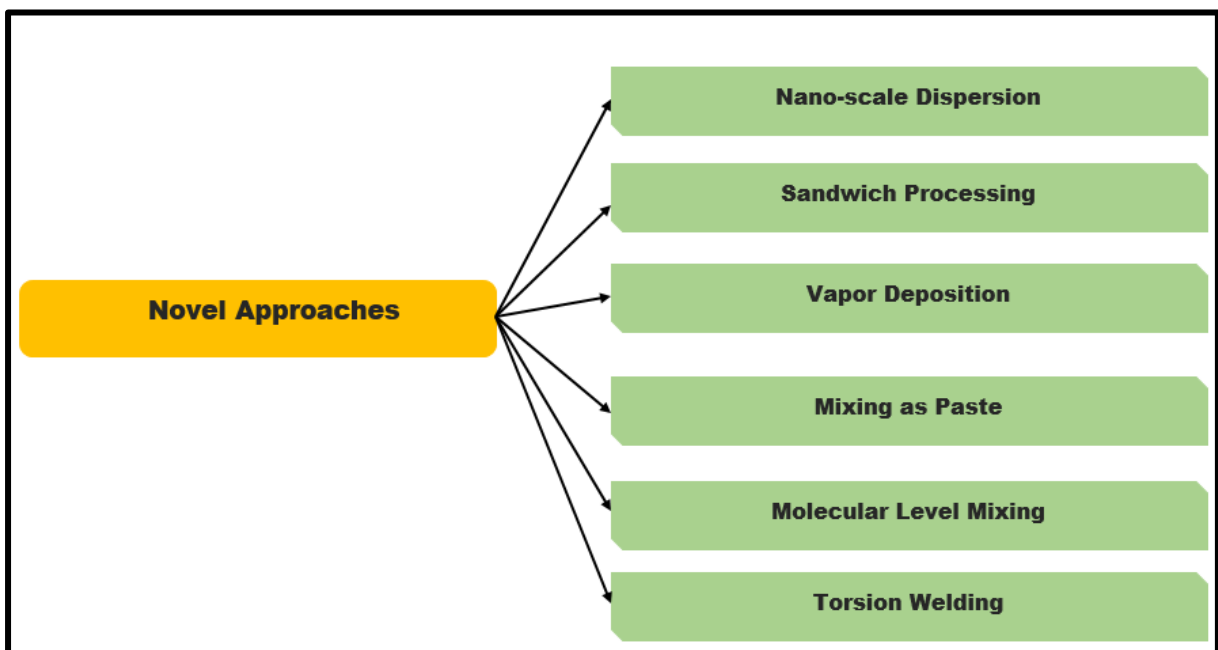 Novel Approaches
Nano-scale Dispersion
Sandwich Processing
Vapor Deposition
Mixing as Paste
Molecular Level Mixing
Torsion Welding